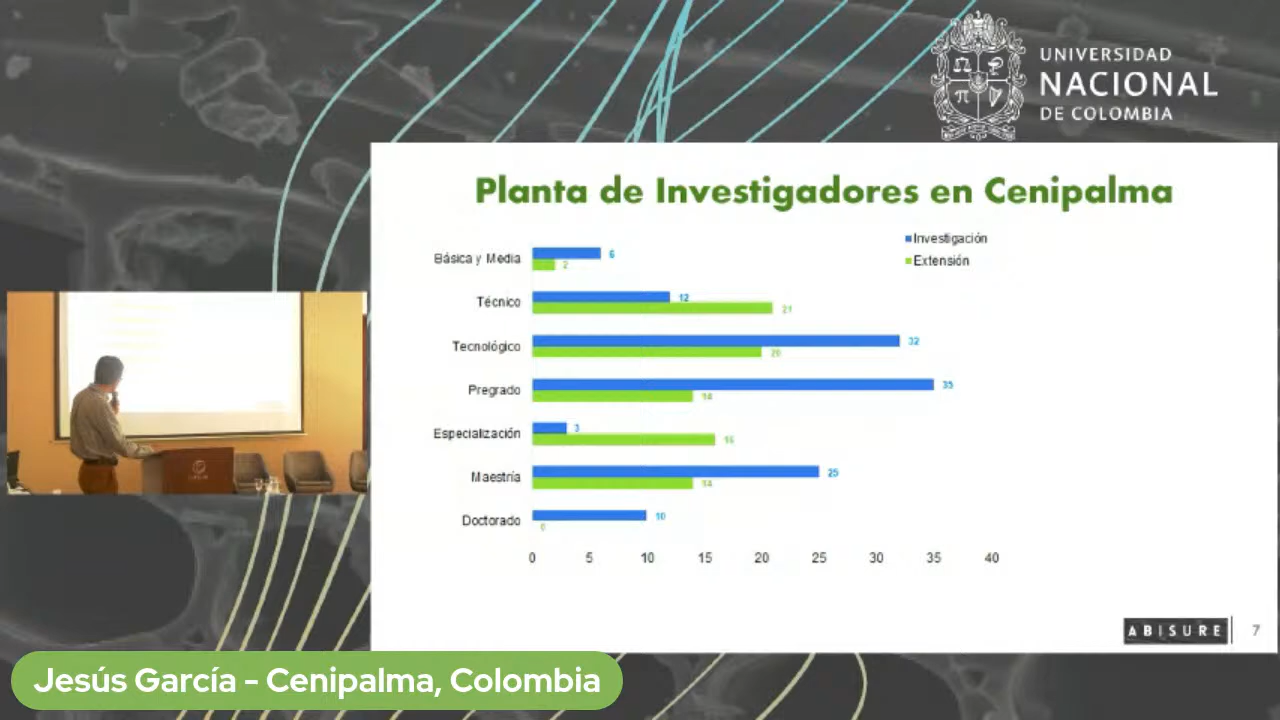 UNIVERSIDAD
NACIONAL
DE COLOMBIA
Planta de Investigadores en Cenipalma
Investigación
Extensión
Básica y Media 6 2
Técnico 12 21
Tecnológico 32 20
Pregrado 35 14
Especialización 3 16
Maestría 25 14
Doctorado 10 0
0 5 10 15 20 25 30 35 40
ABISURE 7
Jesús García - Cenipalma, Colombia